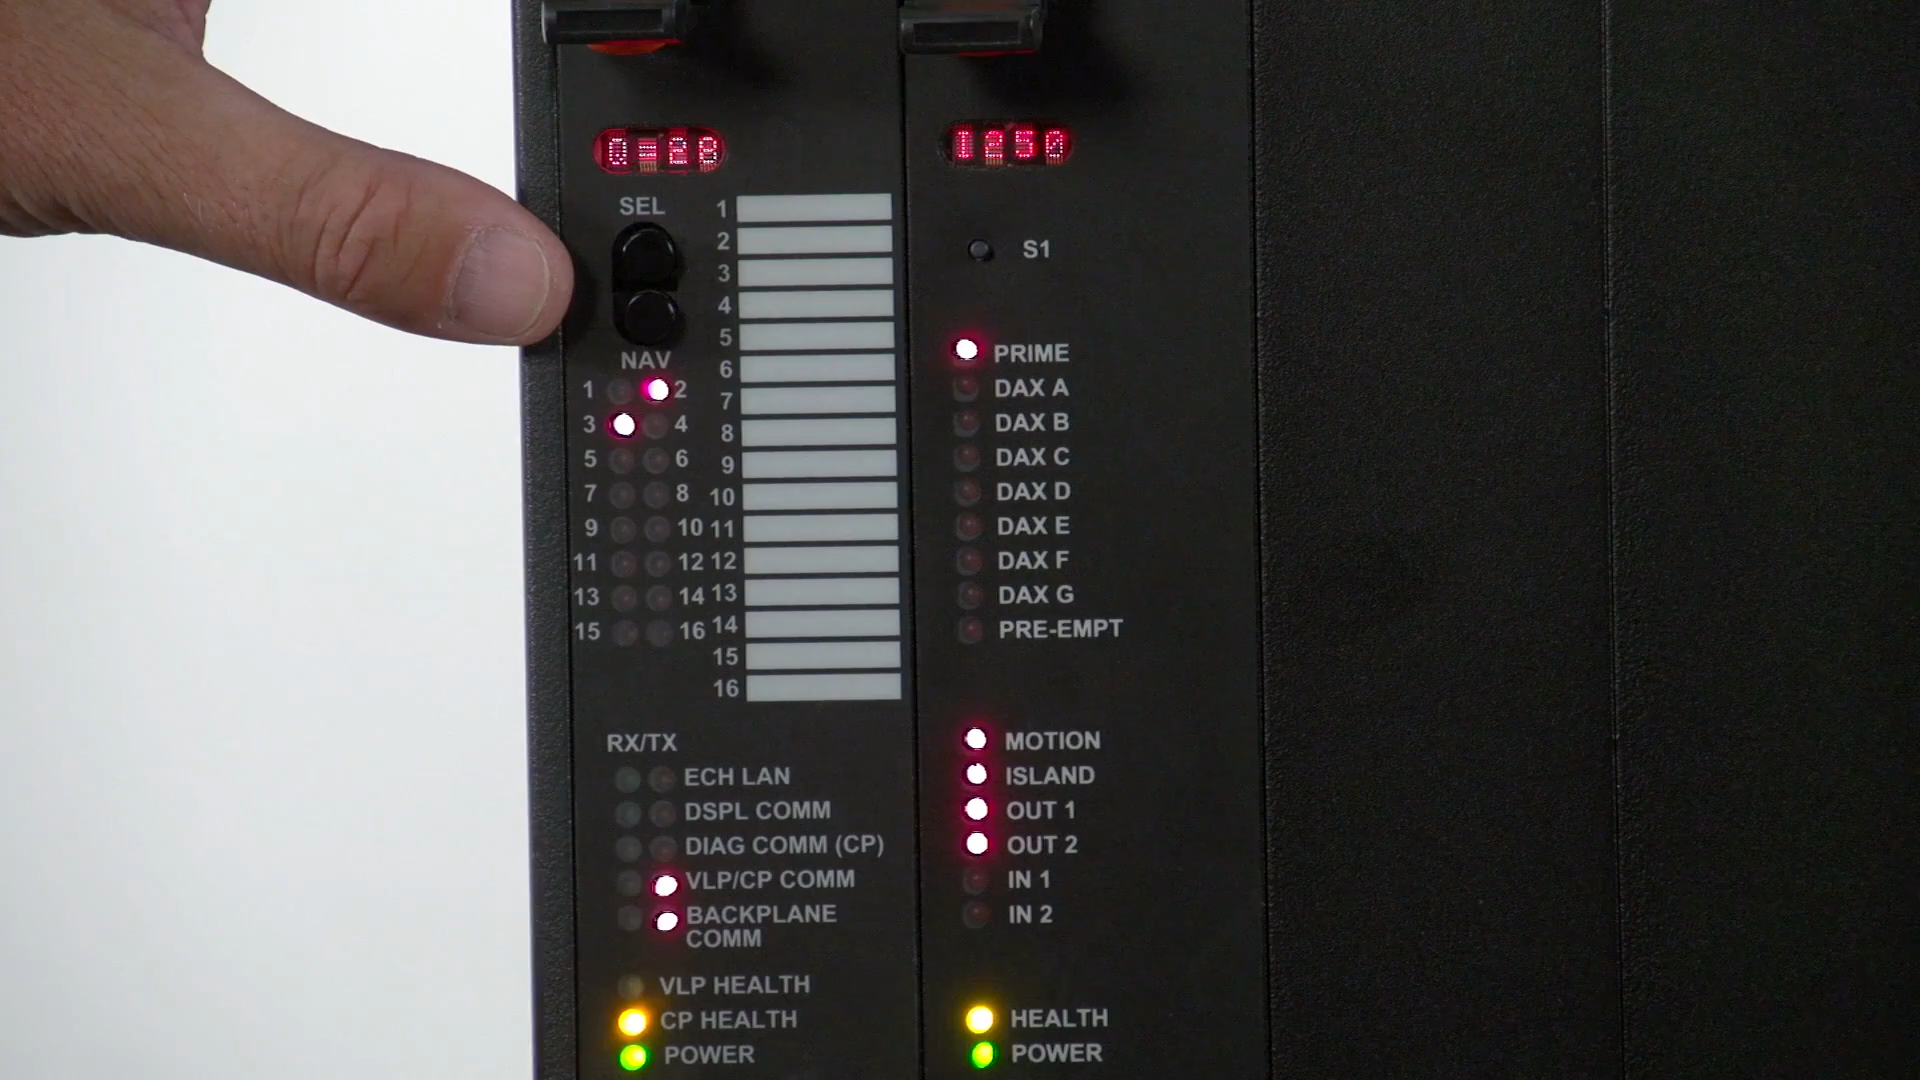 1250
SEL
1
2
3
4
5
6
7
8
9
10
11
12
13
14
15
16
NAV
1 2
3 4
5 6
7 8
9 10
11 12
13 14
15 16
RX/TX
ECH LAN
DSPL COMM
DIAG COMM (CP)
VLP/CP COMM
BACKPLANE
COMM
VLP HEALTH
CP HEALTH
POWER
S1
PRIME
DAX A
DAX B
DAX C
DAX D
DAX E
DAX F
DAX G
PRE-EMPT
MOTION
ISLAND
OUT 1
OUT 2
IN 1
IN 2
HEALTH
POWER